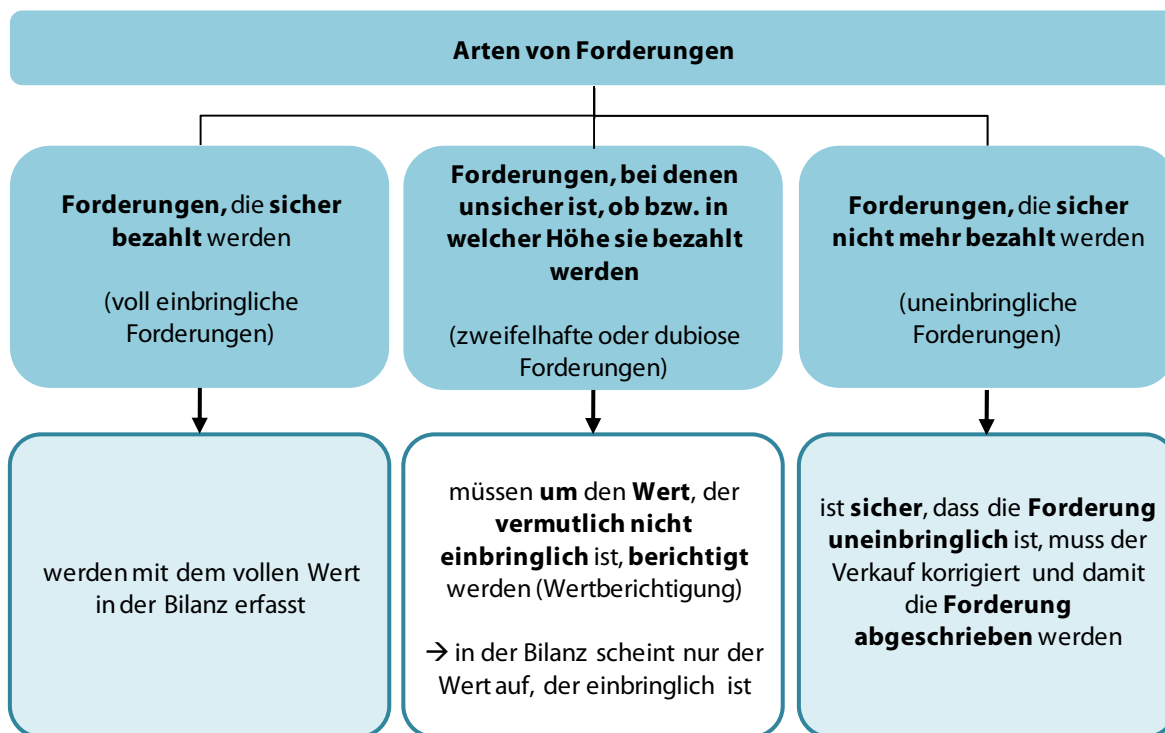 Arten von Forderungen
Forderungen, die sicher
bezahlt werden
(voll einbringliche
Forderungen)
Forderungen, bei denen
unsicher ist, ob bzw. in
welcher Höhe sie bezahlt
werden
(zweifelhafte oder dubiose
Forderungen)
Forderungen, die sicher
nicht mehr bezahlt werden
(uneinbringliche
Forderungen)
werden mit dem vollen Wert
in der Bilanz erfasst
müssen um den Wert, der
vermutlich nicht
einbringlich ist, berichtigt
werden (Wertberichtigung)
→ in der Bilanz scheint nur der
Wert auf, der einbringlich ist
ist sicher, dass die Forderung
uneinbringlich ist, muss der
Verkauf korrigiert und damit
die Forderung
abgeschrieben werden